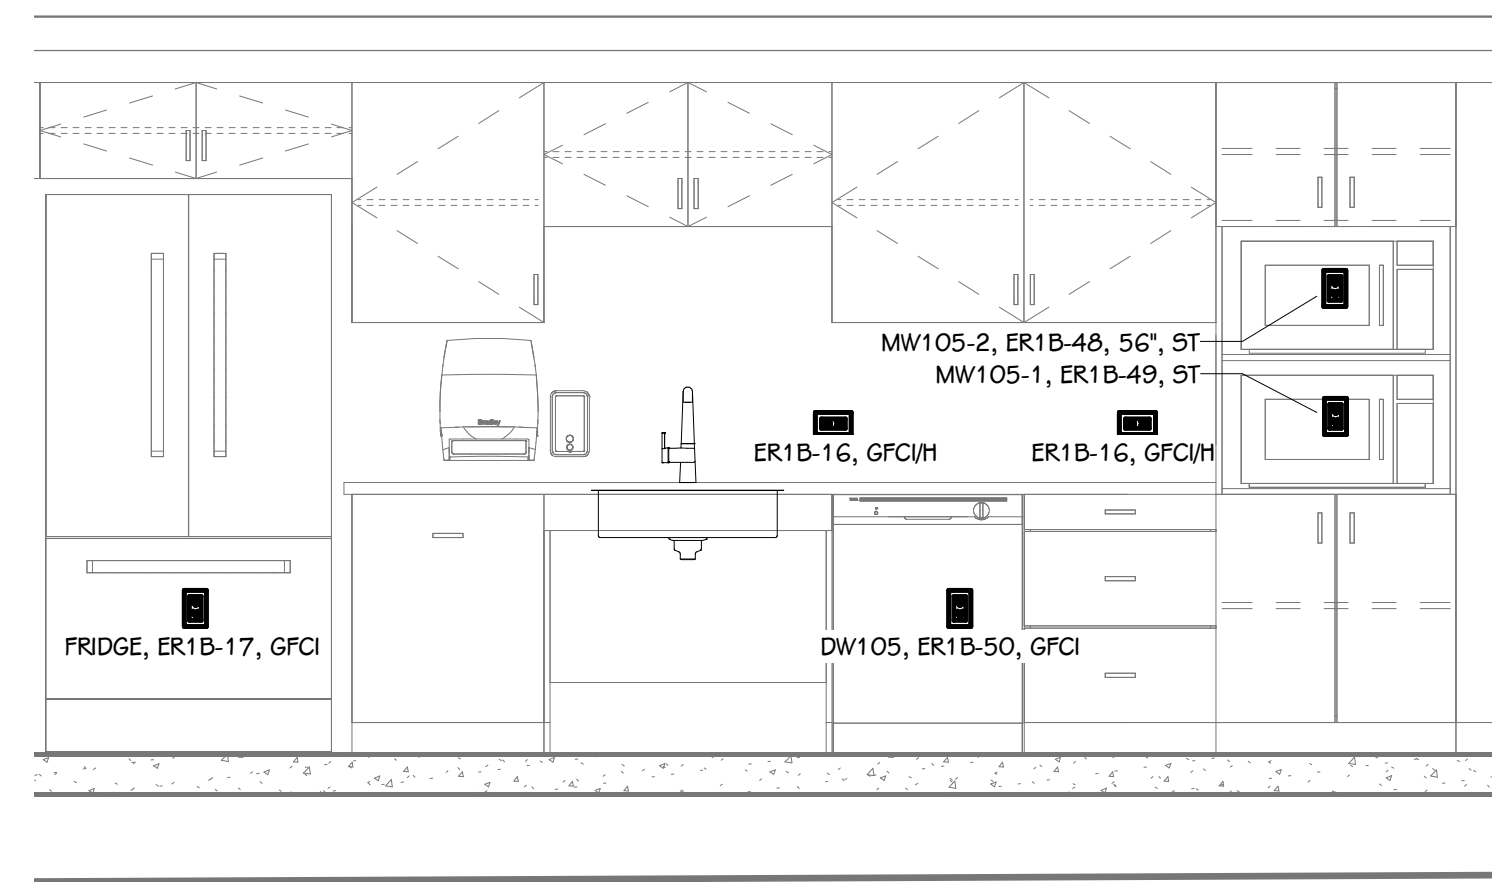 MW105-2, ER1B-48, 56", ST
MW105-1, ER1B-49, ST
Bradley
ER1B-16, GFCI/H
ER1B-16, GFCI/H
FRIDGE, ER1B-17, GFCI
DW105, ER1B-50, GFCI